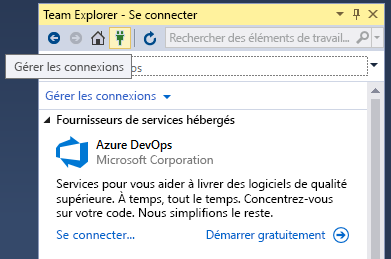 Team Explorer - Se connecter
Rechercher des éléments de travail...
Gérer les connexions
Gérer les connexions
Fournisseurs de services hébergés
Azure DevOps
Microsoft Corporation
Services pour vous aider à livrer des logiciels de qualité
supérieure. À temps, tout le temps. Concentrez-vous
sur votre code. Nous simplifions le reste.
Se connecter...
Démarrer gratuitement